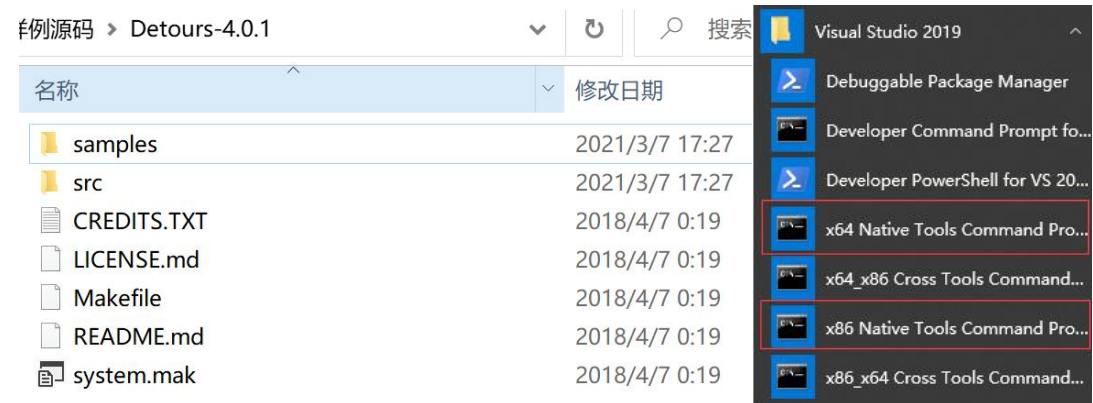 样例源码 > Detours-4.0.1
搜索
名称 修改日期
samples 2021/3/7 17:27
src 2021/3/7 17:27
CREDITS.TXT 2018/4/7 0:19
LICENSE.md 2018/4/7 0:19
Makefile 2018/4/7 0:19
README.md 2018/4/7 0:19
system.mak 2018/4/7 0:19
Visual Studio 2019
Debuggable Package Manager
Developer Command Prompt fo...
Developer PowerShell for VS 20...
x64 Native Tools Command Pro...
x64_x86 Cross Tools Command...
x86 Native Tools Command Pro...
x86_x64 Cross Tools Command...